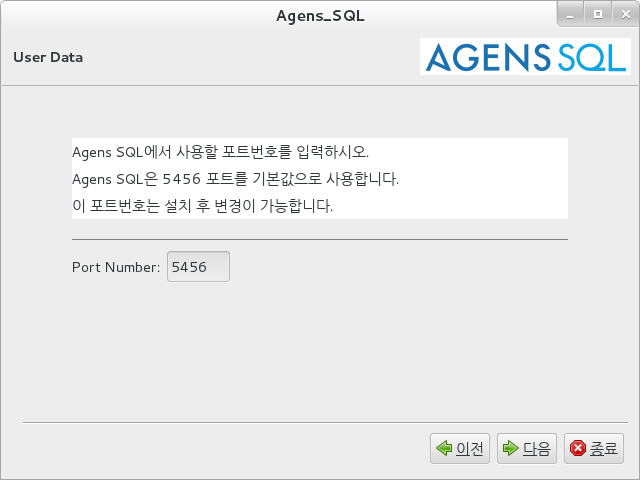 Agens_SQL
User Data
AGENS SQL
Agens SQL에서 사용할 포트번호를 입력하시오.
Agens SQL은 5456 포트를 기본값으로 사용합니다.
이 포트번호는 설치 후 변경이 가능합니다.
Port Number: 5456
이전 다음 종료